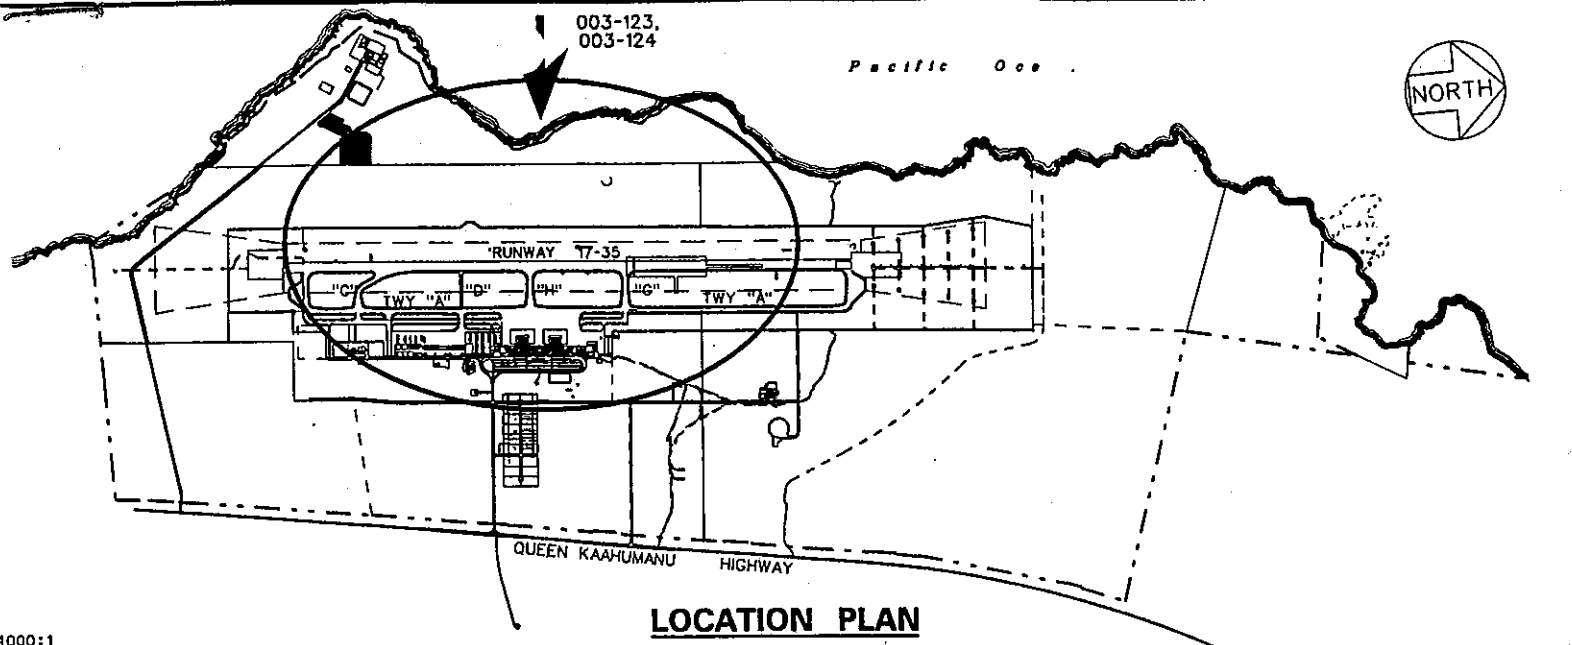 003-123,
003-124
Pacific
NORTH
RUNWAY 17-35
"C"
TWY "A"
"D"
"H"
"G"
TWY "A"
QUEEN KAAHUMANU HIGHWAY
LOCATION PLAN